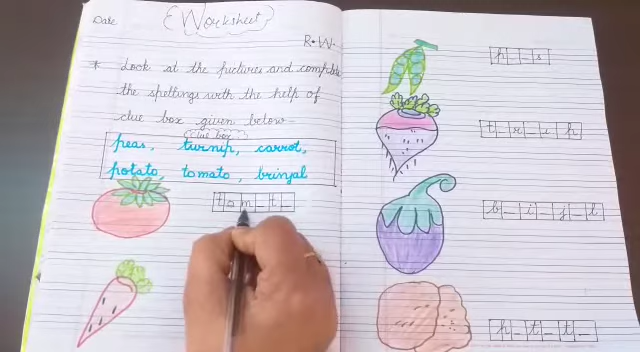 Date
Worksheet
R.W.
* Look at the pictures and complete
the spellings with the help of
clue box given below-
clue box
peas, turnip, carrot,
potato, tomato, brinjal
t o m _ t _
p _ _ s
b _ i _ j _ l
p _ t _ t _